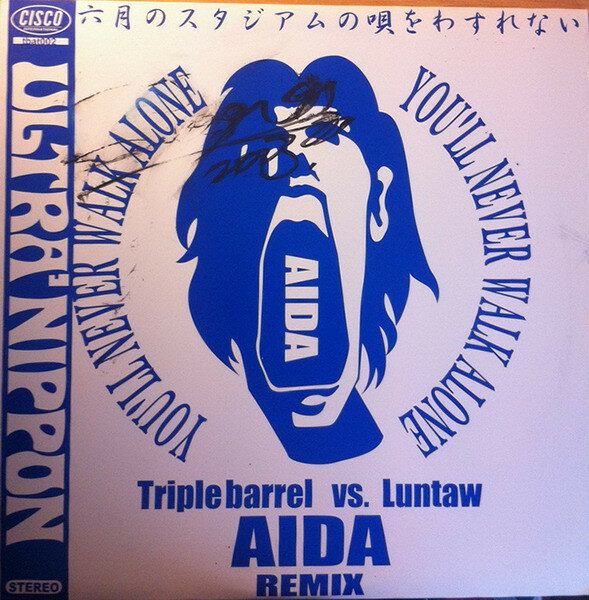 CISCO
tbar002
六月のスタジアムの唄をわすれない
ULTRA NIPPON
YOU'LL NEVER WALK ALONE
YOU'LL NEVER WALK ALONE
AIDA
Triple barrel vs. Luntaw
AIDA
REMIX
STEREO